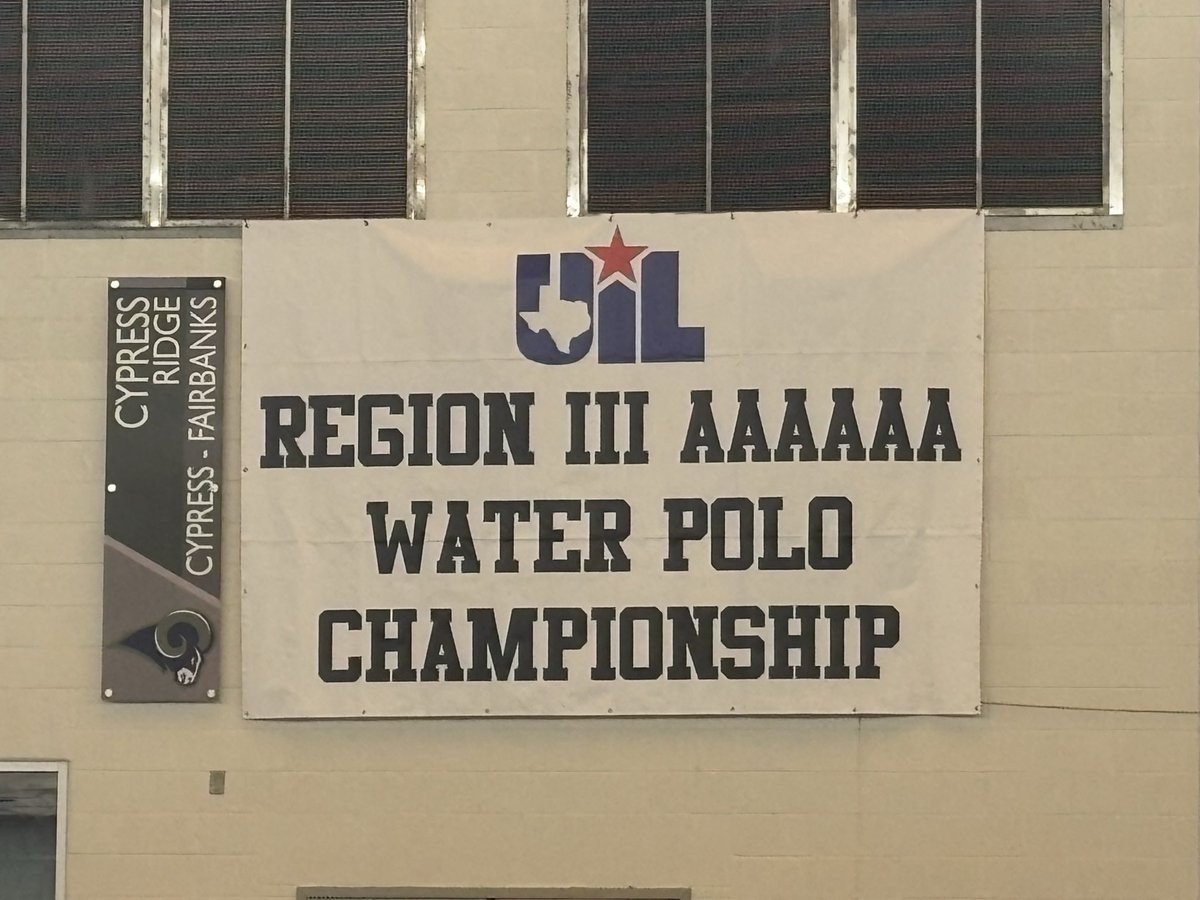 CYPRESS
RIDGE
CYPRESS - FAIRBANKS
UIL
REGION III AAAAAA
WATER POLO
CHAMPIONSHIP